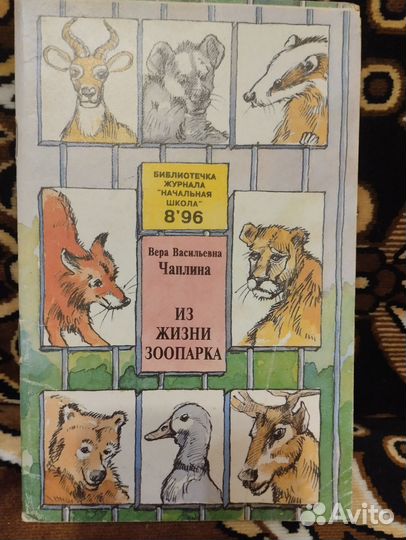 БИБЛИОТЕЧКА
ЖУРНАЛА
"НАЧАЛЬНАЯ
ШКОЛА"
8'96
Вера Васильевна
Чаплина
ИЗ
ЖИЗНИ
ЗООПАРКА
Avito